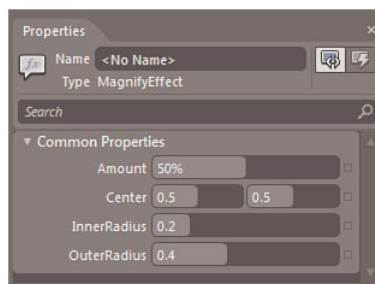 Properties
Name <No Name>
Type MagnifyEffect
Search
Common Properties
Amount 50%
Center 0.5 0.5
InnerRadius 0.2
OuterRadius 0.4